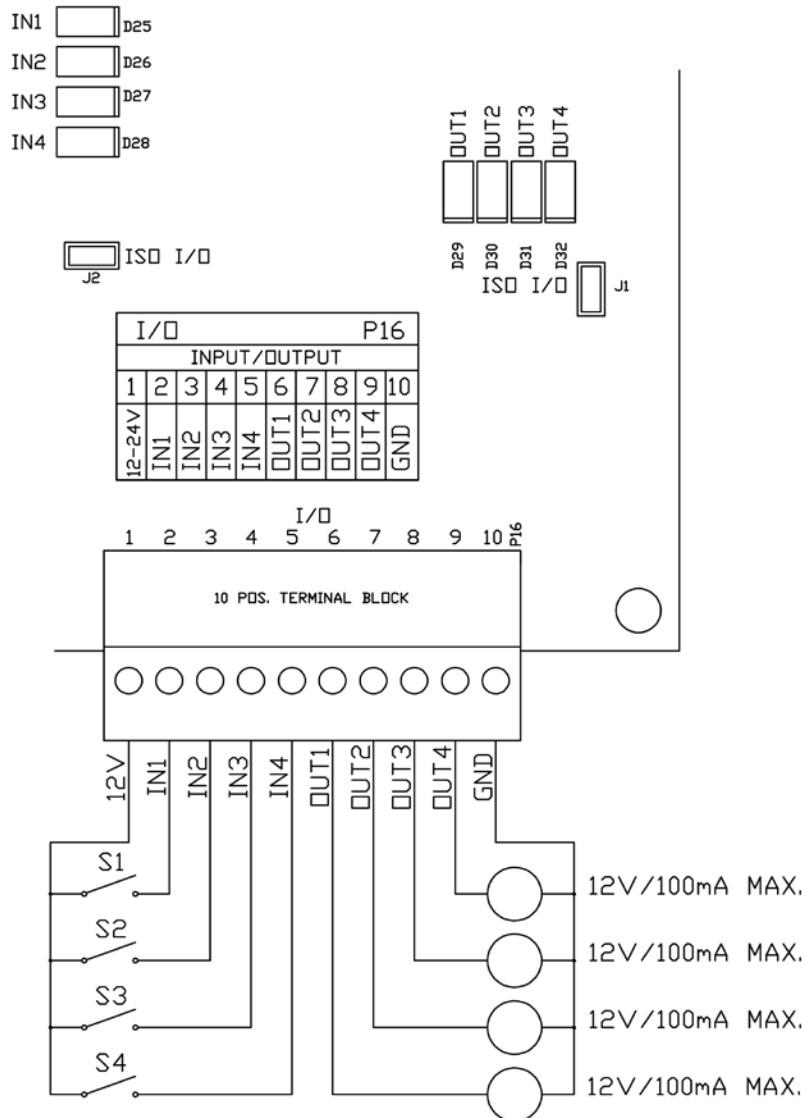 IN1 D25
IN2 D26
IN3 D27
IN4 D28
OUT1 OUT2 OUT3 OUT4
D29 D30 D31 D32
ISO I/O
J2
ISO I/O
J1
I/O P16
INPUT/OUTPUT
1 2 3 4 5 6 7 8 9 10
12-24V IN1 IN2 IN3 IN4 OUT1 OUT2 OUT3 OUT4 GND
I/O
1 2 3 4 5 6 7 8 9 10 P16
10 POS. TERMINAL BLOCK
12V IN1 IN2 IN3 IN4 OUT1 OUT2 OUT3 OUT4 GND
S1 12V/100mA MAX.
S2 12V/100mA MAX.
S3 12V/100mA MAX.
S4 12V/100mA MAX.